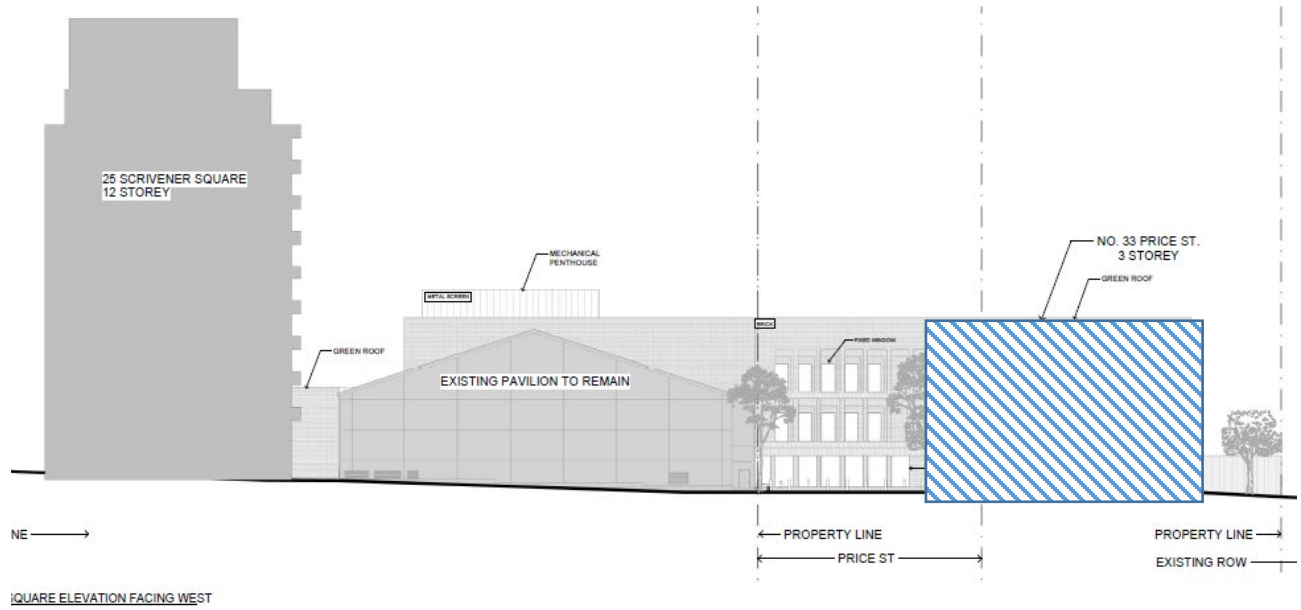 25 SCRIVENER SQUARE
12 STOREY
MECHANICAL
PENTHOUSE
METAL SCREEN
GREEN ROOF
EXISTING PAVILION TO REMAIN
BRICK
FIXED WINDOW
NO. 33 PRICE ST.
3 STOREY
GREEN ROOF
NE
PROPERTY LINE
PRICE ST
PROPERTY LINE
EXISTING ROW
SQUARE ELEVATION FACING WEST